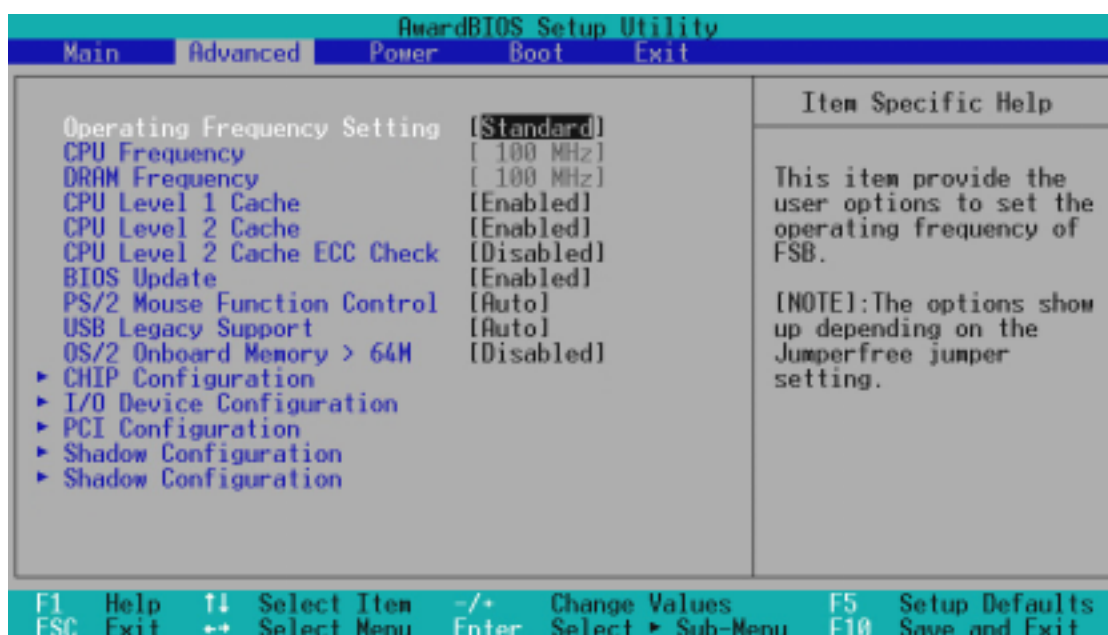 AwardBIOS Setup Utility
Main Advanced Power Boot Exit
Item Specific Help
Operating Frequency Setting [Standard]
CPU Frequency [ 100 MHz]
DRAM Frequency [ 100 MHz]
CPU Level 1 Cache [Enabled]
CPU Level 2 Cache [Enabled]
CPU Level 2 Cache ECC Check [Disabled]
BIOS Update [Enabled]
PS/2 Mouse Function Control [Auto]
USB Legacy Support [Auto]
OS/2 Onboard Memory > 64M [Disabled]
► CHIP Configuration
► I/O Device Configuration
► PCI Configuration
► Shadow Configuration
► Shadow Configuration
This item provide the
user options to set the
operating frequency of
FSB.
[NOTE]:The options show
up depending on the
Jumperfree jumper
setting.
F1 Help ↑↓ Select Item -/+ Change Values F5 Setup Defaults
ESC Exit ←→ Select Menu Enter Select ► Sub-Menu F10 Save and Exit